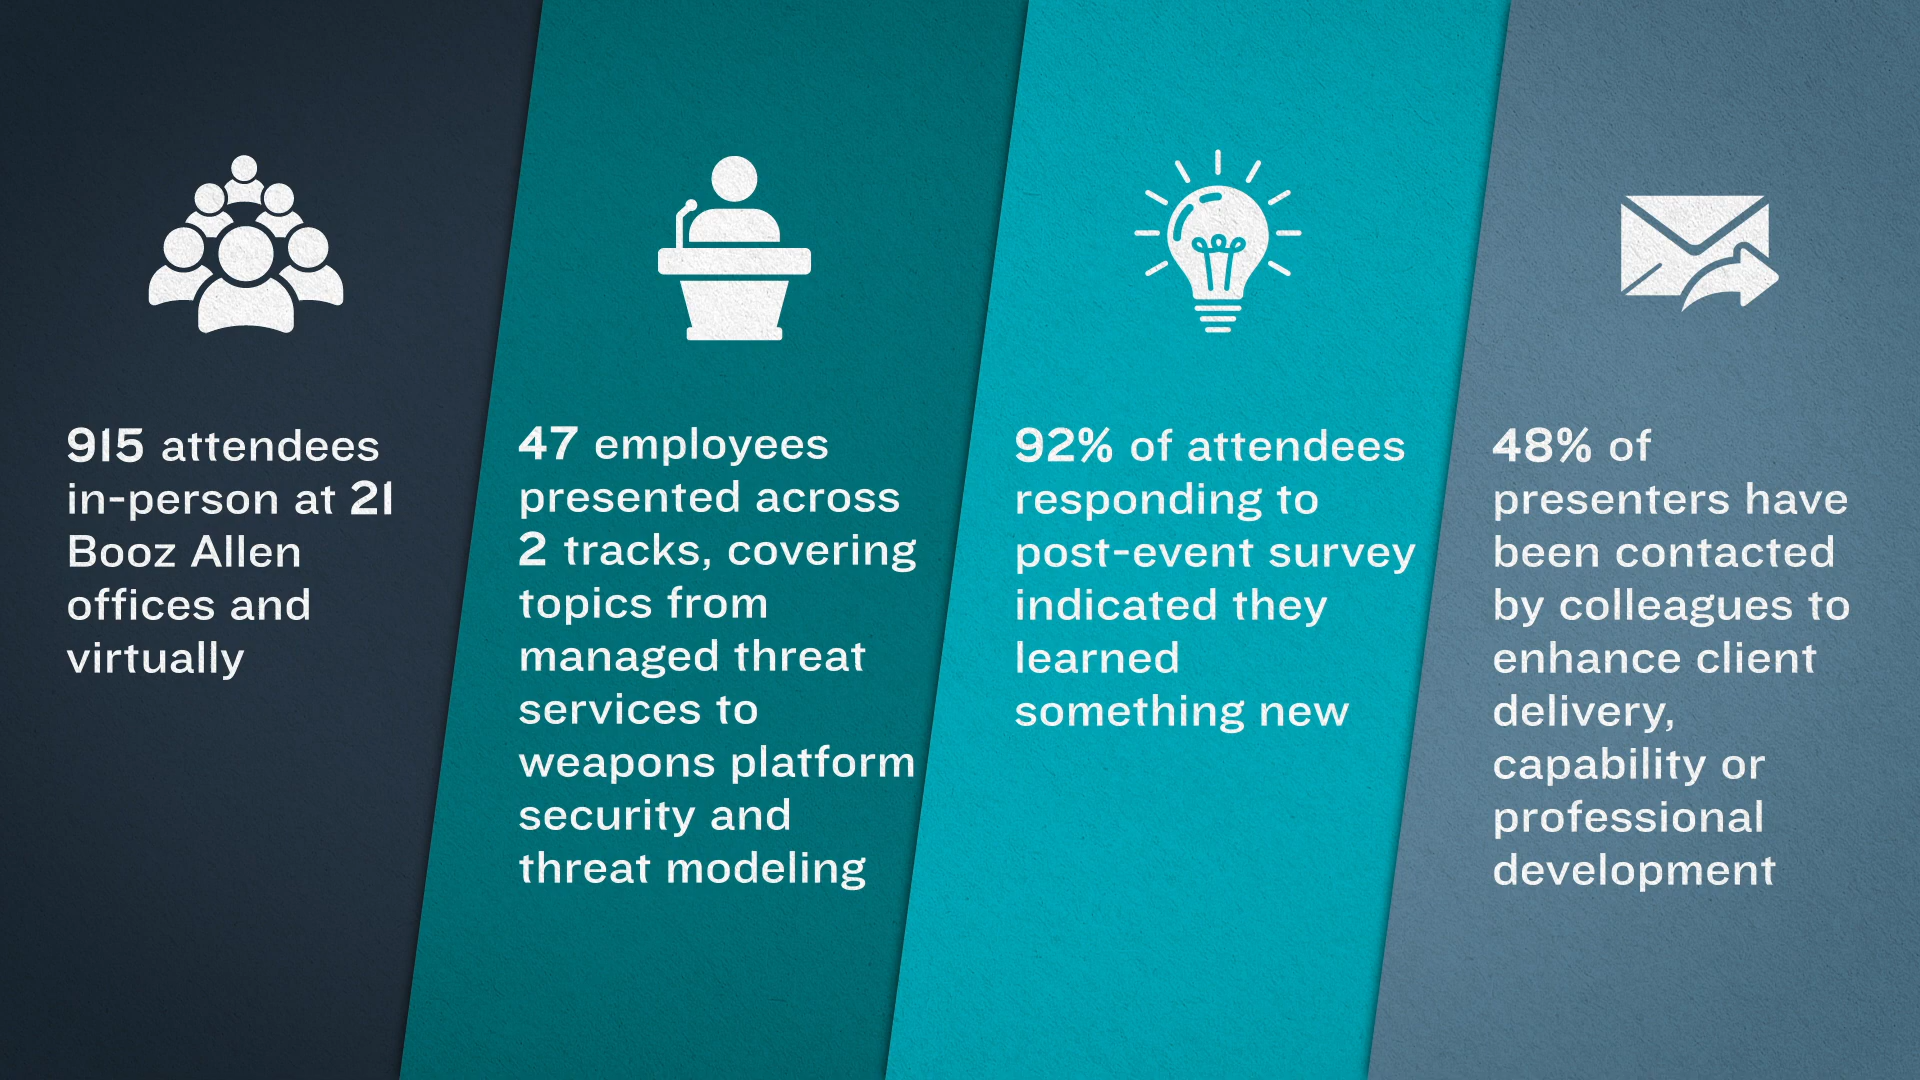 915 attendees
in-person at 21
Booz Allen
offices and
virtually
47 employees
presented across
2 tracks, covering
topics from
managed threat
services to
weapons platform
security and
threat modeling
92% of attendees
responding to
post-event survey
indicated they
learned
something new
48% of
presenters have
been contacted
by colleagues to
enhance client
delivery,
capability or
professional
development